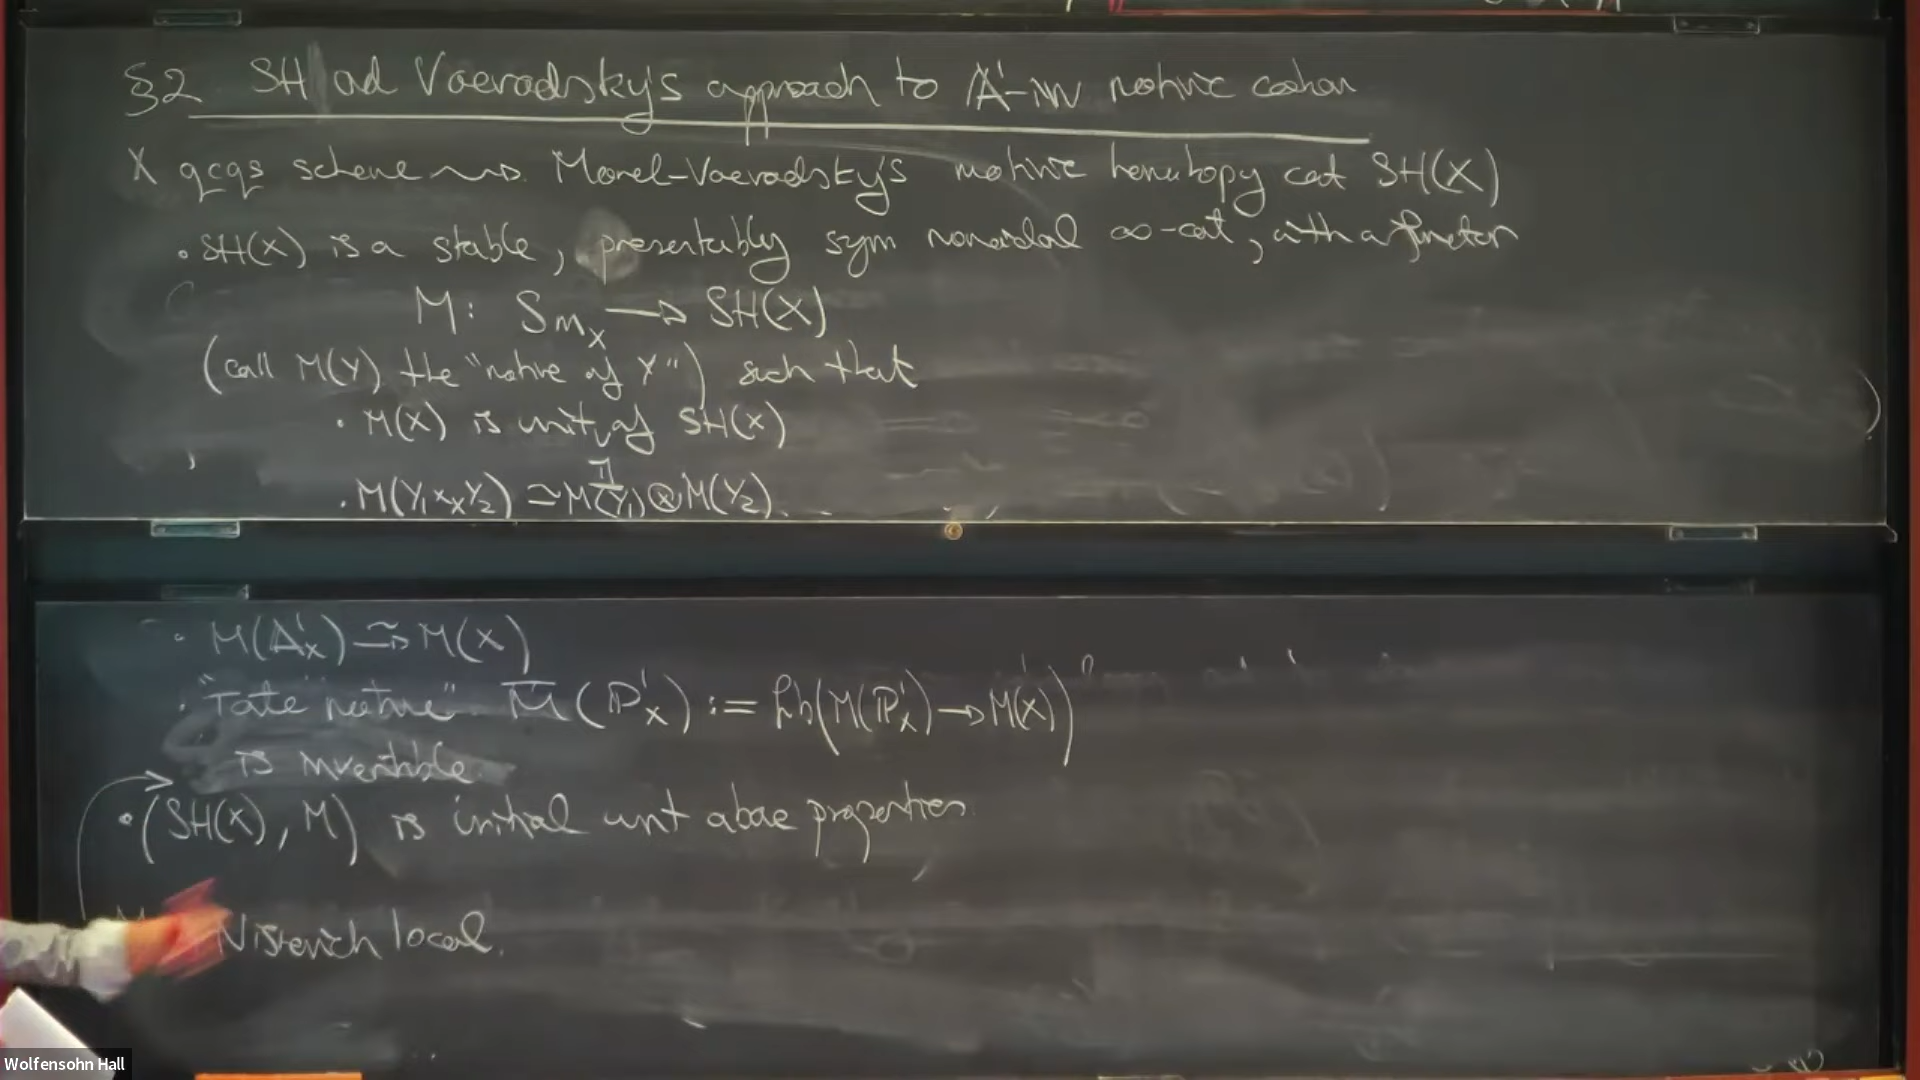 §2 SH and Voevodsky's approach to A¹-inv motivic cohom
X qcqs scheme ⇝ Morel-Voevodsky's motivic homotopy cat SH(X)
• SH(X) is a stable, presentably sym monoidal ∞-cat, with a functor
M: Sm_X → SH(X)
(call M(Y) the "motive of Y") such that
• M(X) is unit of SH(X)
𝟙
• M(Y₁ ×_X Y₂) ≃ M(Y₁) ⊗ M(Y₂)
• M(A¹_X) ≃→ M(X)
• "Tate motive" M̄(P¹_X) := fib(M(P¹_X) → M(X))
is invertible.
• (SH(X), M) is initial wrt above properties
Nisnevich local.
Wolfensohn Hall